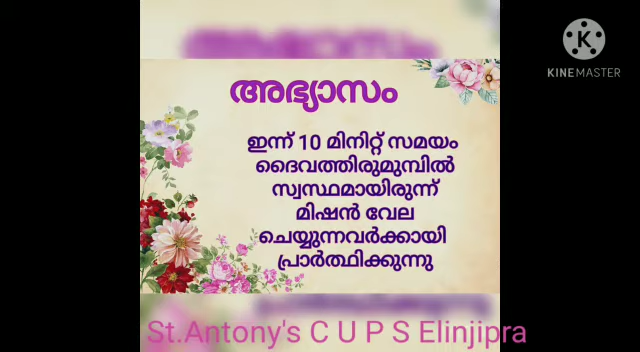 KINEMASTER
അഭ്യാസം
ഇന്ന് 10 മിനിറ്റ് സമയം
ദൈവത്തിരുമുമ്പിൽ
സ്വസ്ഥമായിരുന്ന്
മിഷൻ വേല
ചെയ്യുന്നവർക്കായി
പ്രാർത്ഥിക്കുന്നു
St.Antony's C U P S Elinjipra